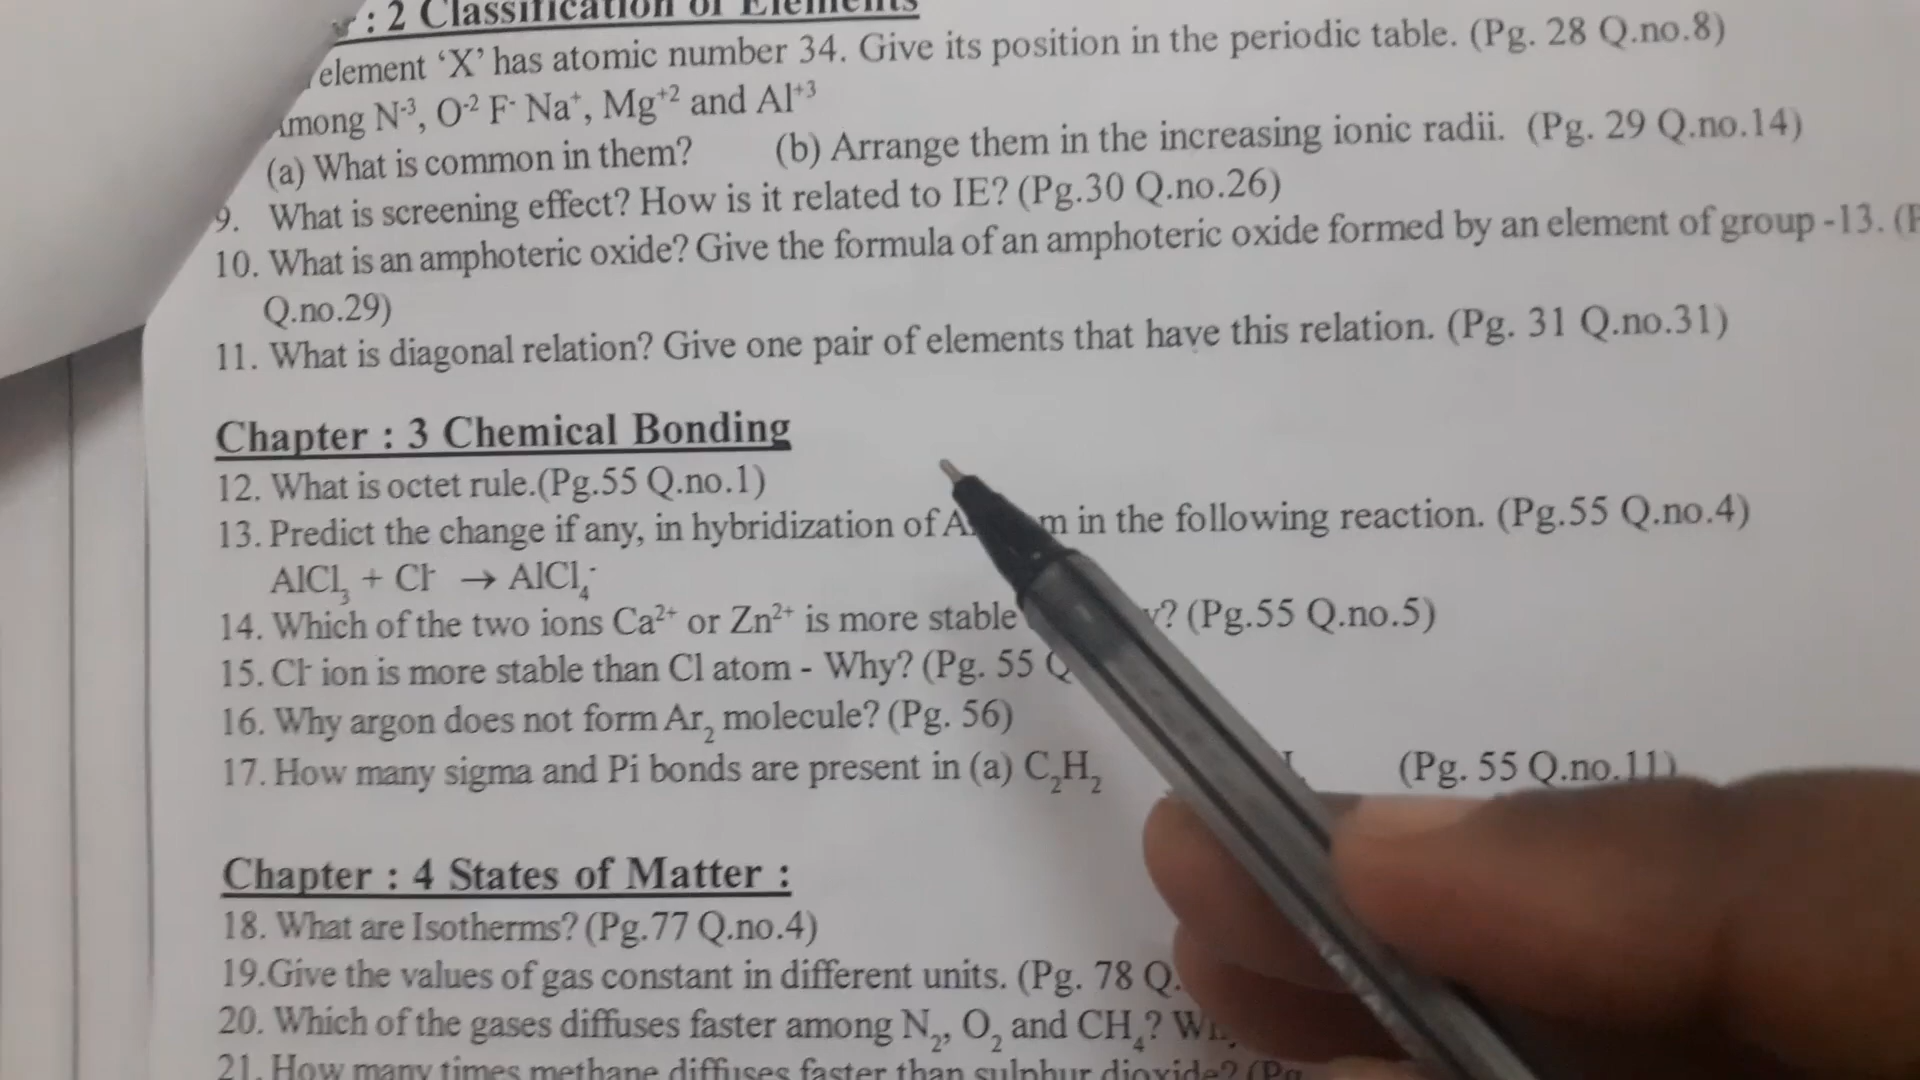 : 2 Classification of Elements
element ‘X’ has atomic number 34. Give its position in the periodic table. (Pg. 28 Q.no.8)
mong N⁻³, O⁻² F⁻ Na⁺, Mg⁺² and Al⁺³
(a) What is common in them? (b) Arrange them in the increasing ionic radii. (Pg. 29 Q.no.14)
9. What is screening effect? How is it related to IE? (Pg.30 Q.no.26)
10. What is an amphoteric oxide? Give the formula of an amphoteric oxide formed by an element of group -13. (P
Q.no.29)
11. What is diagonal relation? Give one pair of elements that have this relation. (Pg. 31 Q.no.31)
Chapter : 3 Chemical Bonding
12. What is octet rule.(Pg.55 Q.no.1)
13. Predict the change if any, in hybridization of A m in the following reaction. (Pg.55 Q.no.4)
AlCl₃ + Cl⁻ → AlCl₄⁻
14. Which of the two ions Ca²⁺ or Zn²⁺ is more stable y? (Pg.55 Q.no.5)
15. Cl⁻ ion is more stable than Cl atom - Why? (Pg. 55 Q
16. Why argon does not form Ar₂ molecule? (Pg. 56)
17. How many sigma and Pi bonds are present in (a) C₂H₂ (Pg. 55 Q.no.11)
Chapter : 4 States of Matter :
18. What are Isotherms? (Pg.77 Q.no.4)
19.Give the values of gas constant in different units. (Pg. 78 Q.
20. Which of the gases diffuses faster among N₂, O₂ and CH₄? W
21. How many times methane diffuses faster than sulphur dioxide? (Pg